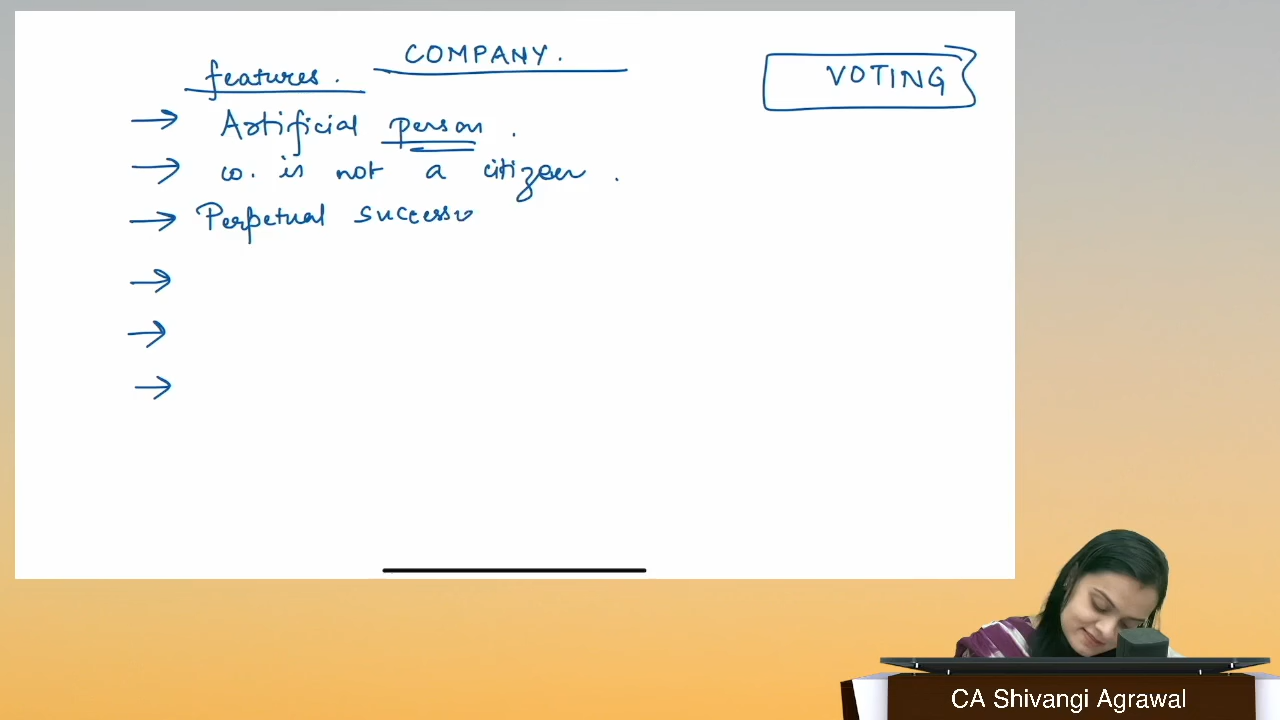 COMPANY.
VOTING
features.
→ Artificial person.
→ co. is not a citizen.
→ Perpetual successio
→
→
→
CA Shivangi Agrawal